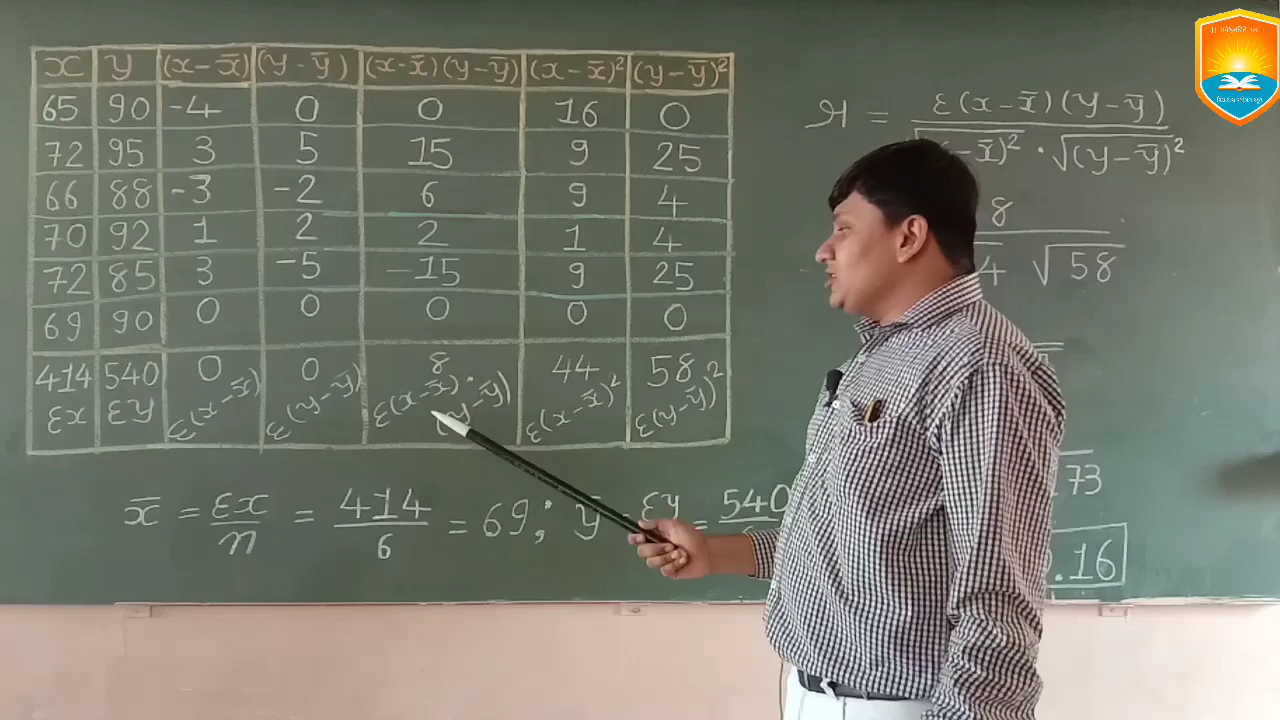 x y (x-x̄) (y-ȳ) (x-x̄)(y-ȳ) (x-x̄)² (y-ȳ)²
65 90 -4 0 0 16 0
72 95 3 5 15 9 25
66 88 -3 -2 6 9 4
70 92 1 2 2 1 4
72 85 3 -5 -15 9 25
69 90 0 0 0 0 0
414 540 0 0 8 44 58
Σx Σy Σ(x-x̄) Σ(y-ȳ) Σ(x-x̄)·(y-ȳ) Σ(x-x̄)² Σ(y-ȳ)²
x̄ = Σx/n = 414/6 = 69; ȳ = Σy = 540
r = Σ(x-x̄)(y-ȳ)
-x̄)² · √(y-ȳ)²
8
4 √58
73
.16